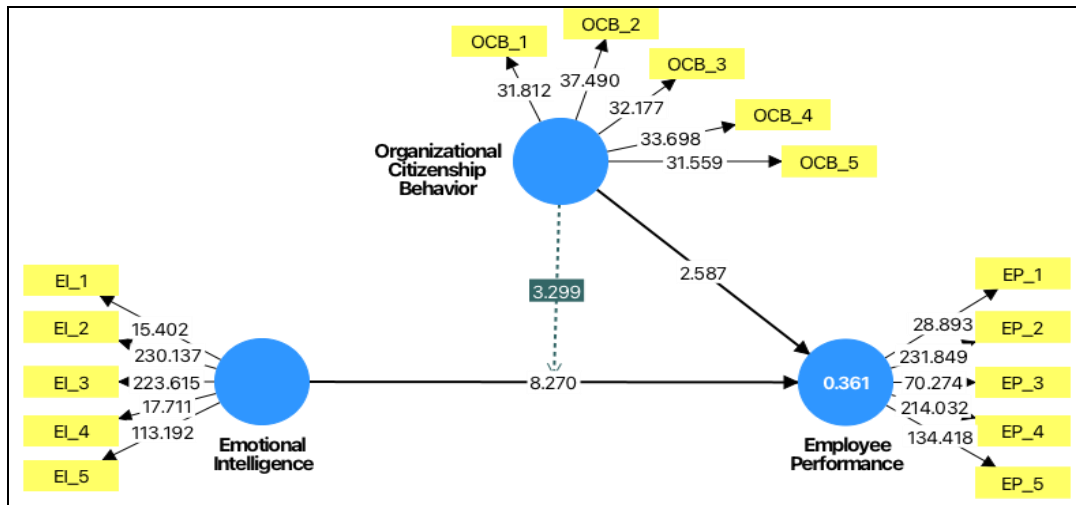 OCB_1
OCB_2
OCB_3
OCB_4
OCB_5
31.812
37.490
32.177
33.698
31.559
Organizational
Citizenship
Behavior
3.299
2.587
8.270
EI_1
EI_2
EI_3
EI_4
EI_5
15.402
230.137
223.615
17.711
113.192
Emotional
Intelligence
0.361
Employee
Performance
28.893
231.849
70.274
214.032
134.418
EP_1
EP_2
EP_3
EP_4
EP_5